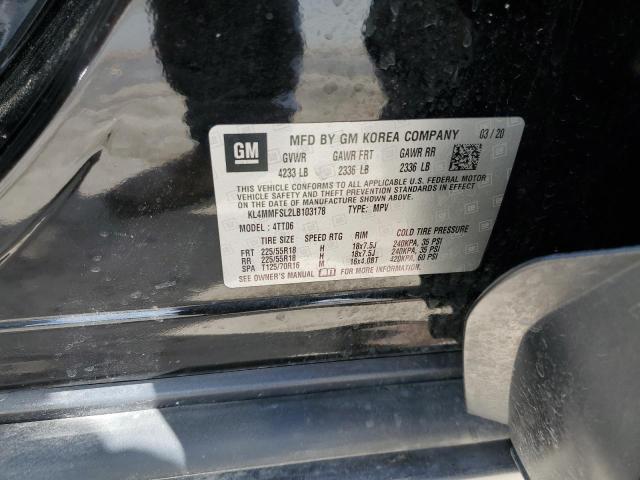 GM MFD BY GM KOREA COMPANY 03/20
GVWR GAWR FRT GAWR RR
4233 LB 2336 LB 2336 LB
THIS VEHICLE CONFORMS TO ALL APPLICABLE U.S. FEDERAL MOTOR
VEHICLE SAFETY AND THEFT PREVENTION STANDARDS IN EFFECT
ON THE DATE OF MANUFACTURE SHOWN ABOVE.
KL4MMFSL2LB103178 TYPE: MPV
MODEL: 4TT06
TIRE SIZE SPEED RTG RIM COLD TIRE PRESSURE
FRT 225/55R18 H 18x7.5J 240KPA, 35 PSI
RR 225/55R18 H 18x7.5J 240KPA, 35 PSI
SPA T125/70R16 M 16x4.0BT 420KPA, 60 PSI
SEE OWNER'S MANUAL FOR MORE INFORMATION.